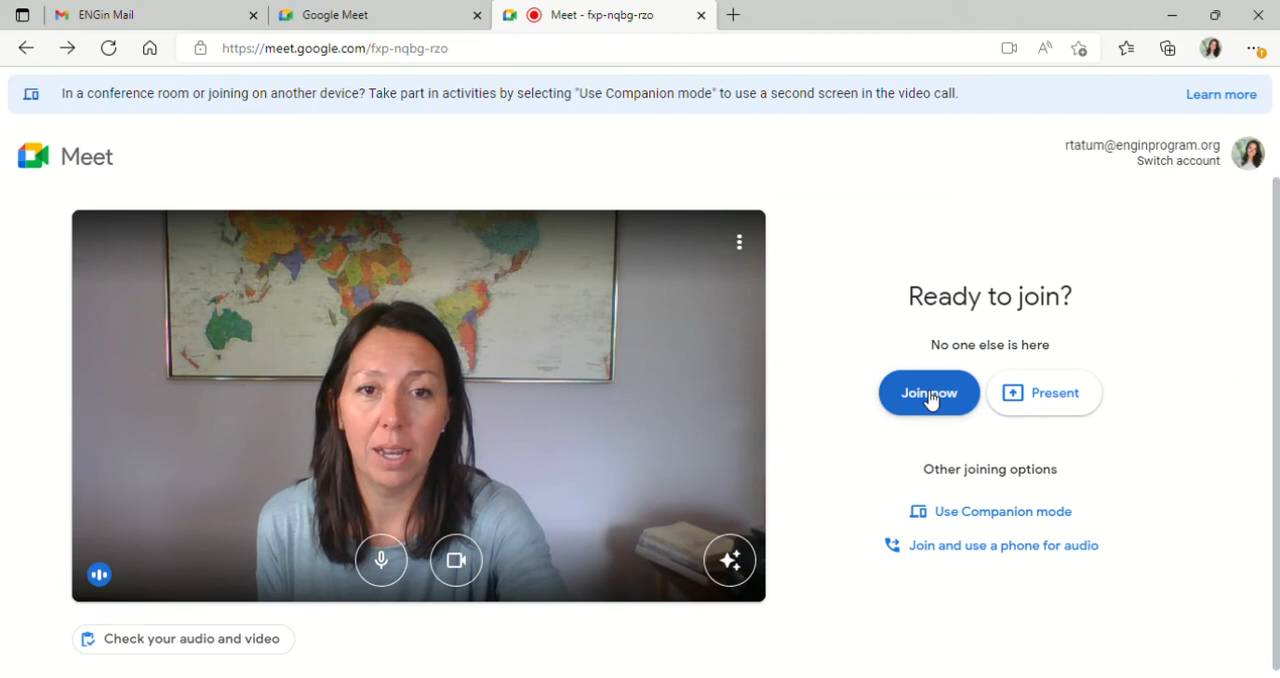 ENGin Mail
Google Meet
Meet - fxp-nqbg-rzo
https://meet.google.com/fxp-nqbg-rzo
In a conference room or joining on another device? Take part in activities by selecting "Use Companion mode" to use a second screen in the video call.
Learn more
Meet
rtatum@enginprogram.org
Switch account
Ready to join?
No one else is here
Join now
Present
Other joining options
Use Companion mode
Join and use a phone for audio
Check your audio and video